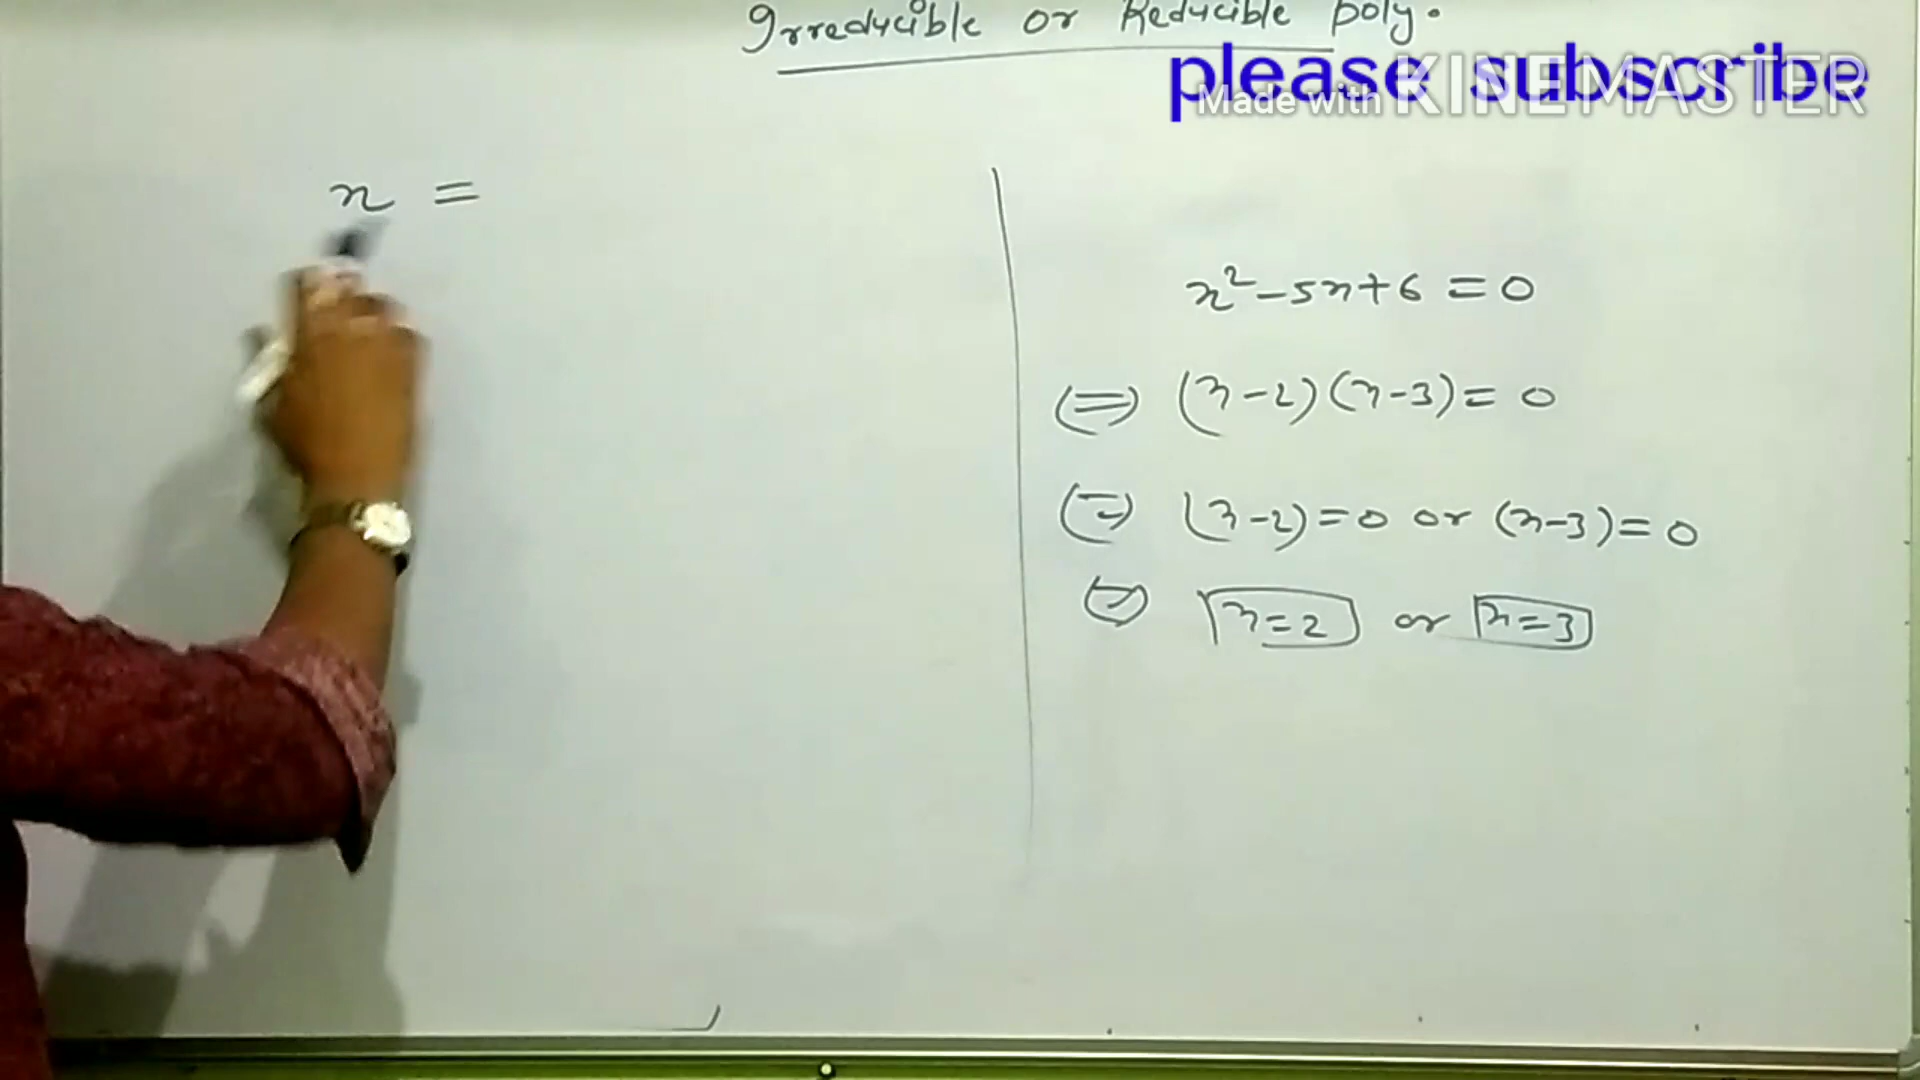 Irreducible or Reducible poly.
please subscribe
Made with KINEMASTER
x =
x²-5x+6=0
(=) (x-2)(x-3)=0
(=) (x-2)=0 or (x-3)=0
(=) x=2 or x=3